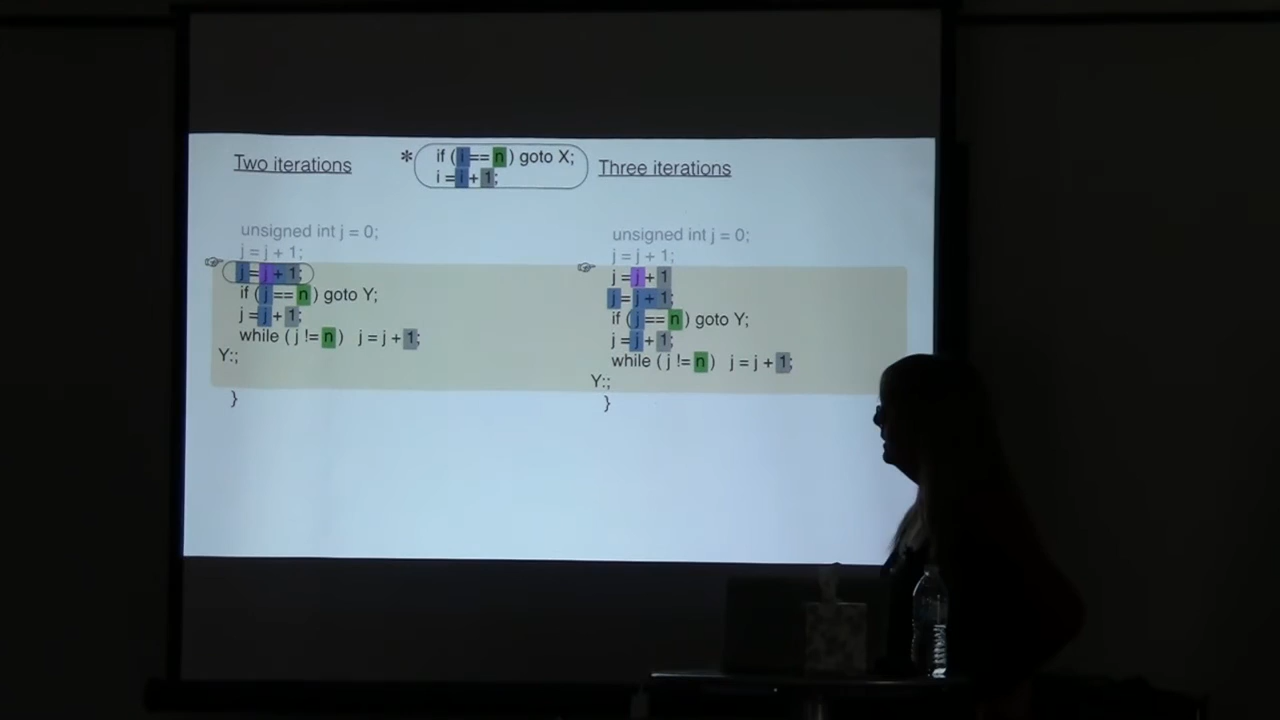 Two iterations
* if ( i == n ) goto X;
i = i + 1;
Three iterations
unsigned int j = 0;
j = j + 1;
j = j + 1;
if ( j == n ) goto Y;
j = j + 1;
while ( j != n ) j = j + 1;
Y:;
}
unsigned int j = 0;
j = j + 1;
j = j + 1
j = j + 1;
if ( j == n ) goto Y;
j = j + 1;
while ( j != n ) j = j + 1;
Y:;
}